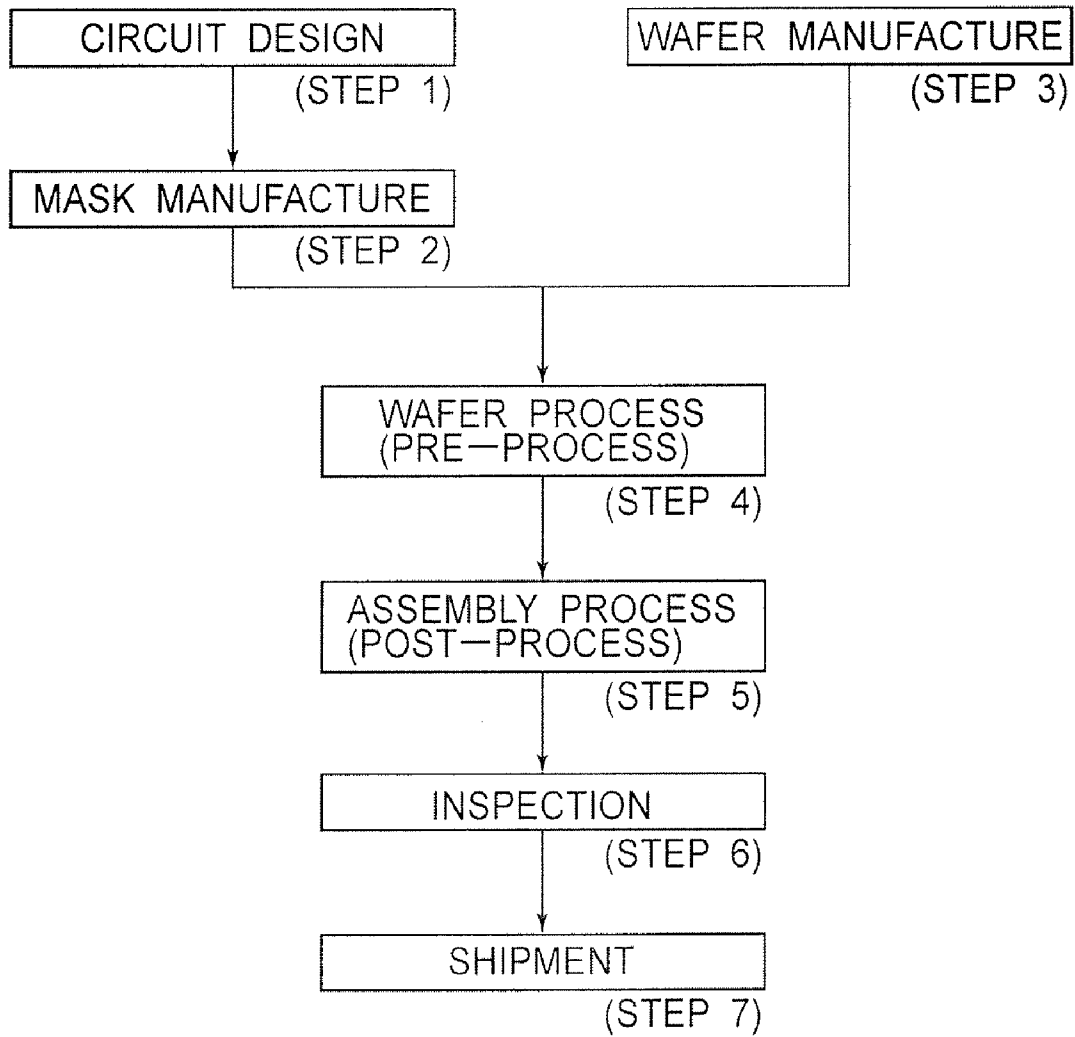 CIRCUIT DESIGN
(STEP 1)
WAFER MANUFACTURE
(STEP 3)
MASK MANUFACTURE
(STEP 2)
WAFER PROCESS
(PRE—PROCESS)
(STEP 4)
ASSEMBLY PROCESS
(POST—PROCESS)
(STEP 5)
INSPECTION
(STEP 6)
SHIPMENT
(STEP 7)